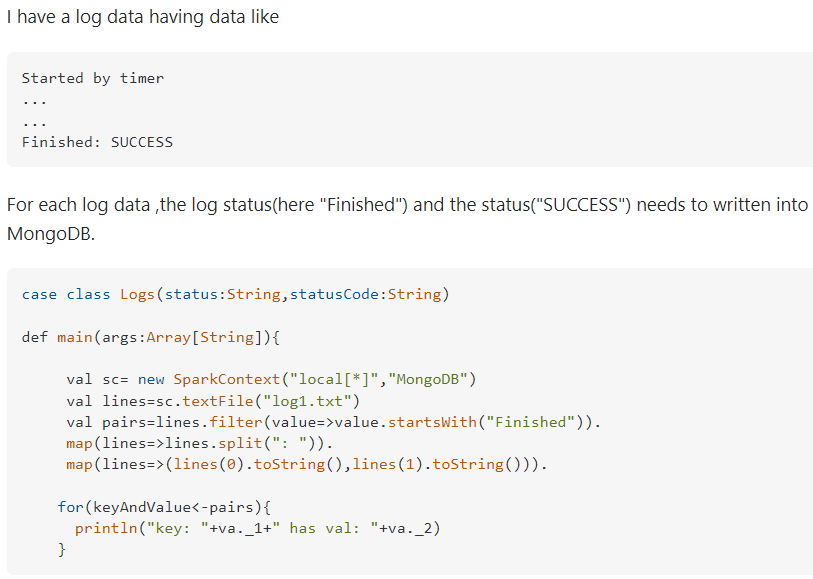 I have a log data having data like
Started by timer
...
...
Finished: SUCCESS
For each log data ,the log status(here "Finished") and the status("SUCCESS") needs to written into
MongoDB.
case class Logs(status:String,statusCode:String)
def main(args:Array[String]){
val sc= new SparkContext("local[*]","MongoDB")
val lines=sc.textFile("log1.txt")
val pairs=lines.filter(value=>value.startsWith("Finished")).
map(lines=>lines.split(": ")).
map(lines=>(lines(0).toString(),lines(1).toString())).
for(keyAndValue<-pairs){
println("key: "+va._1+" has val: "+va._2)
}